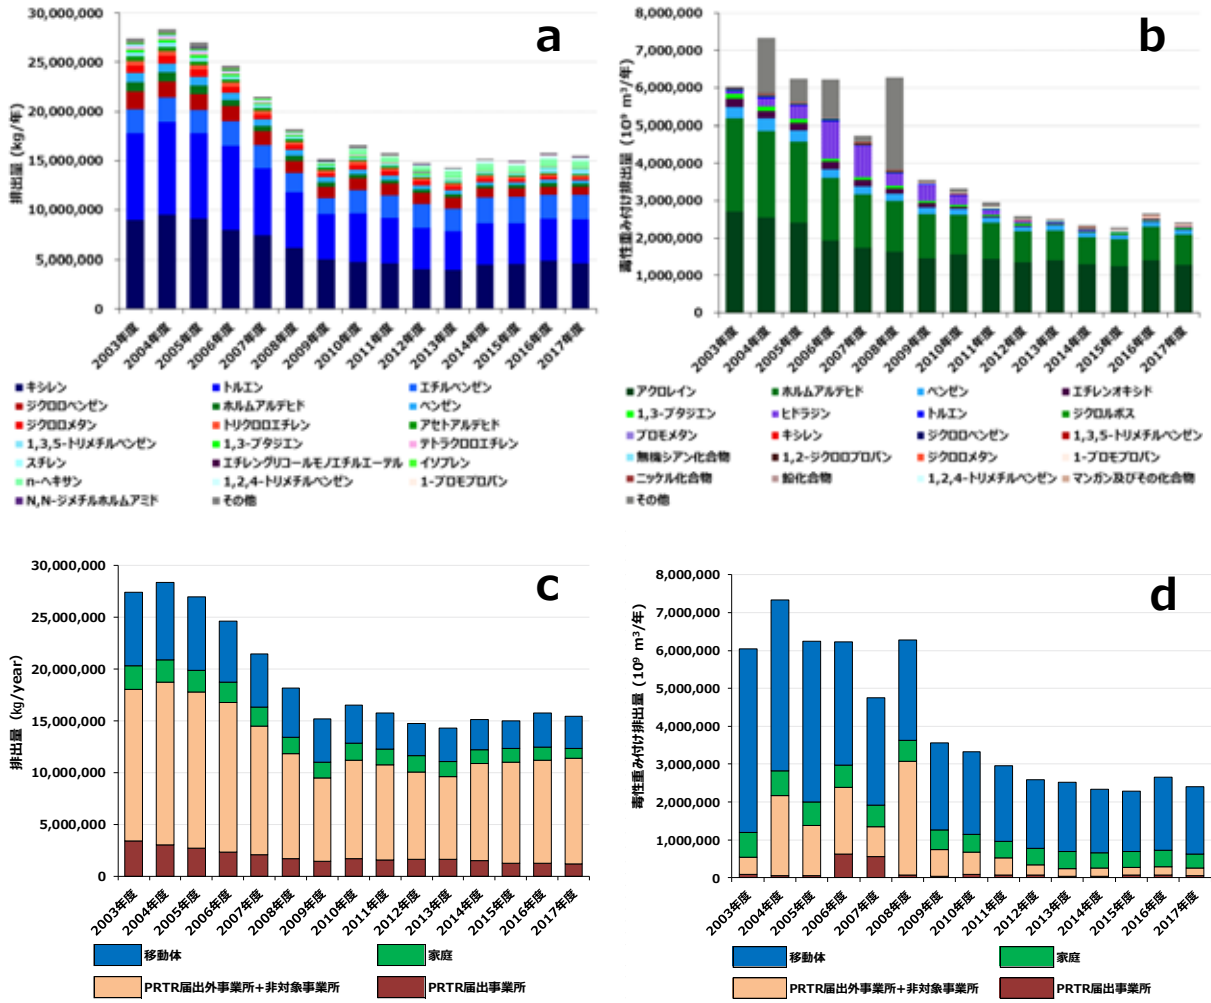 a
30,000,000
25,000,000
20,000,000
15,000,000
10,000,000
5,000,000
0
排出量 (kg/年)
2003年度
2004年度
2005年度
2006年度
2007年度
2008年度
2009年度
2010年度
2011年度
2012年度
2013年度
2014年度
2015年度
2016年度
2017年度
キシレン トルエン エチルベンゼン
ジクロロベンゼン ホルムアルデヒド ベンゼン
ジクロロメタン トリクロロエチレン アセトアルデヒド
1,3,5-トリメチルベンゼン 1,3-ブタジエン テトラクロロエチレン
スチレン エチレングリコールモノエチルエーテル イソプレン
n-ヘキサン 1,2,4-トリメチルベンゼン 1-ブロモプロパン
N,N-ジメチルホルムアミド その他
b
8,000,000
7,000,000
6,000,000
5,000,000
4,000,000
3,000,000
2,000,000
1,000,000
0
毒性重み付け排出量 (10⁹ m³/年)
2003年度
2004年度
2005年度
2006年度
2007年度
2008年度
2009年度
2010年度
2011年度
2012年度
2013年度
2014年度
2015年度
2016年度
2017年度
アクロレイン ホルムアルデヒド ベンゼン エチレンオキシド
1,3-ブタジエン ヒドラジン トルエン ジクロルボス
ブロモメタン キシレン ジクロロベンゼン 1,3,5-トリメチルベンゼン
無機シアン化合物 1,2-ジクロロプロパン ジクロロメタン 1-ブロモプロパン
ニッケル化合物 鉛化合物 1,2,4-トリメチルベンゼン マンガン及びその化合物
その他
c
30,000,000
25,000,000
20,000,000
15,000,000
10,000,000
5,000,000
0
排出量 (kg/year)
2003年度
2004年度
2005年度
2006年度
2007年度
2008年度
2009年度
2010年度
2011年度
2012年度
2013年度
2014年度
2015年度
2016年度
2017年度
移動体 家庭
PRTR届出外事業所+非対象事業所 PRTR届出事業所
d
8,000,000
7,000,000
6,000,000
5,000,000
4,000,000
3,000,000
2,000,000
1,000,000
0
毒性重み付け排出量 (10⁹ m³/年)
2003年度
2004年度
2005年度
2006年度
2007年度
2008年度
2009年度
2010年度
2011年度
2012年度
2013年度
2014年度
2015年度
2016年度
2017年度
移動体 家庭
PRTR届出外事業所+非対象事業所 PRTR届出事業所